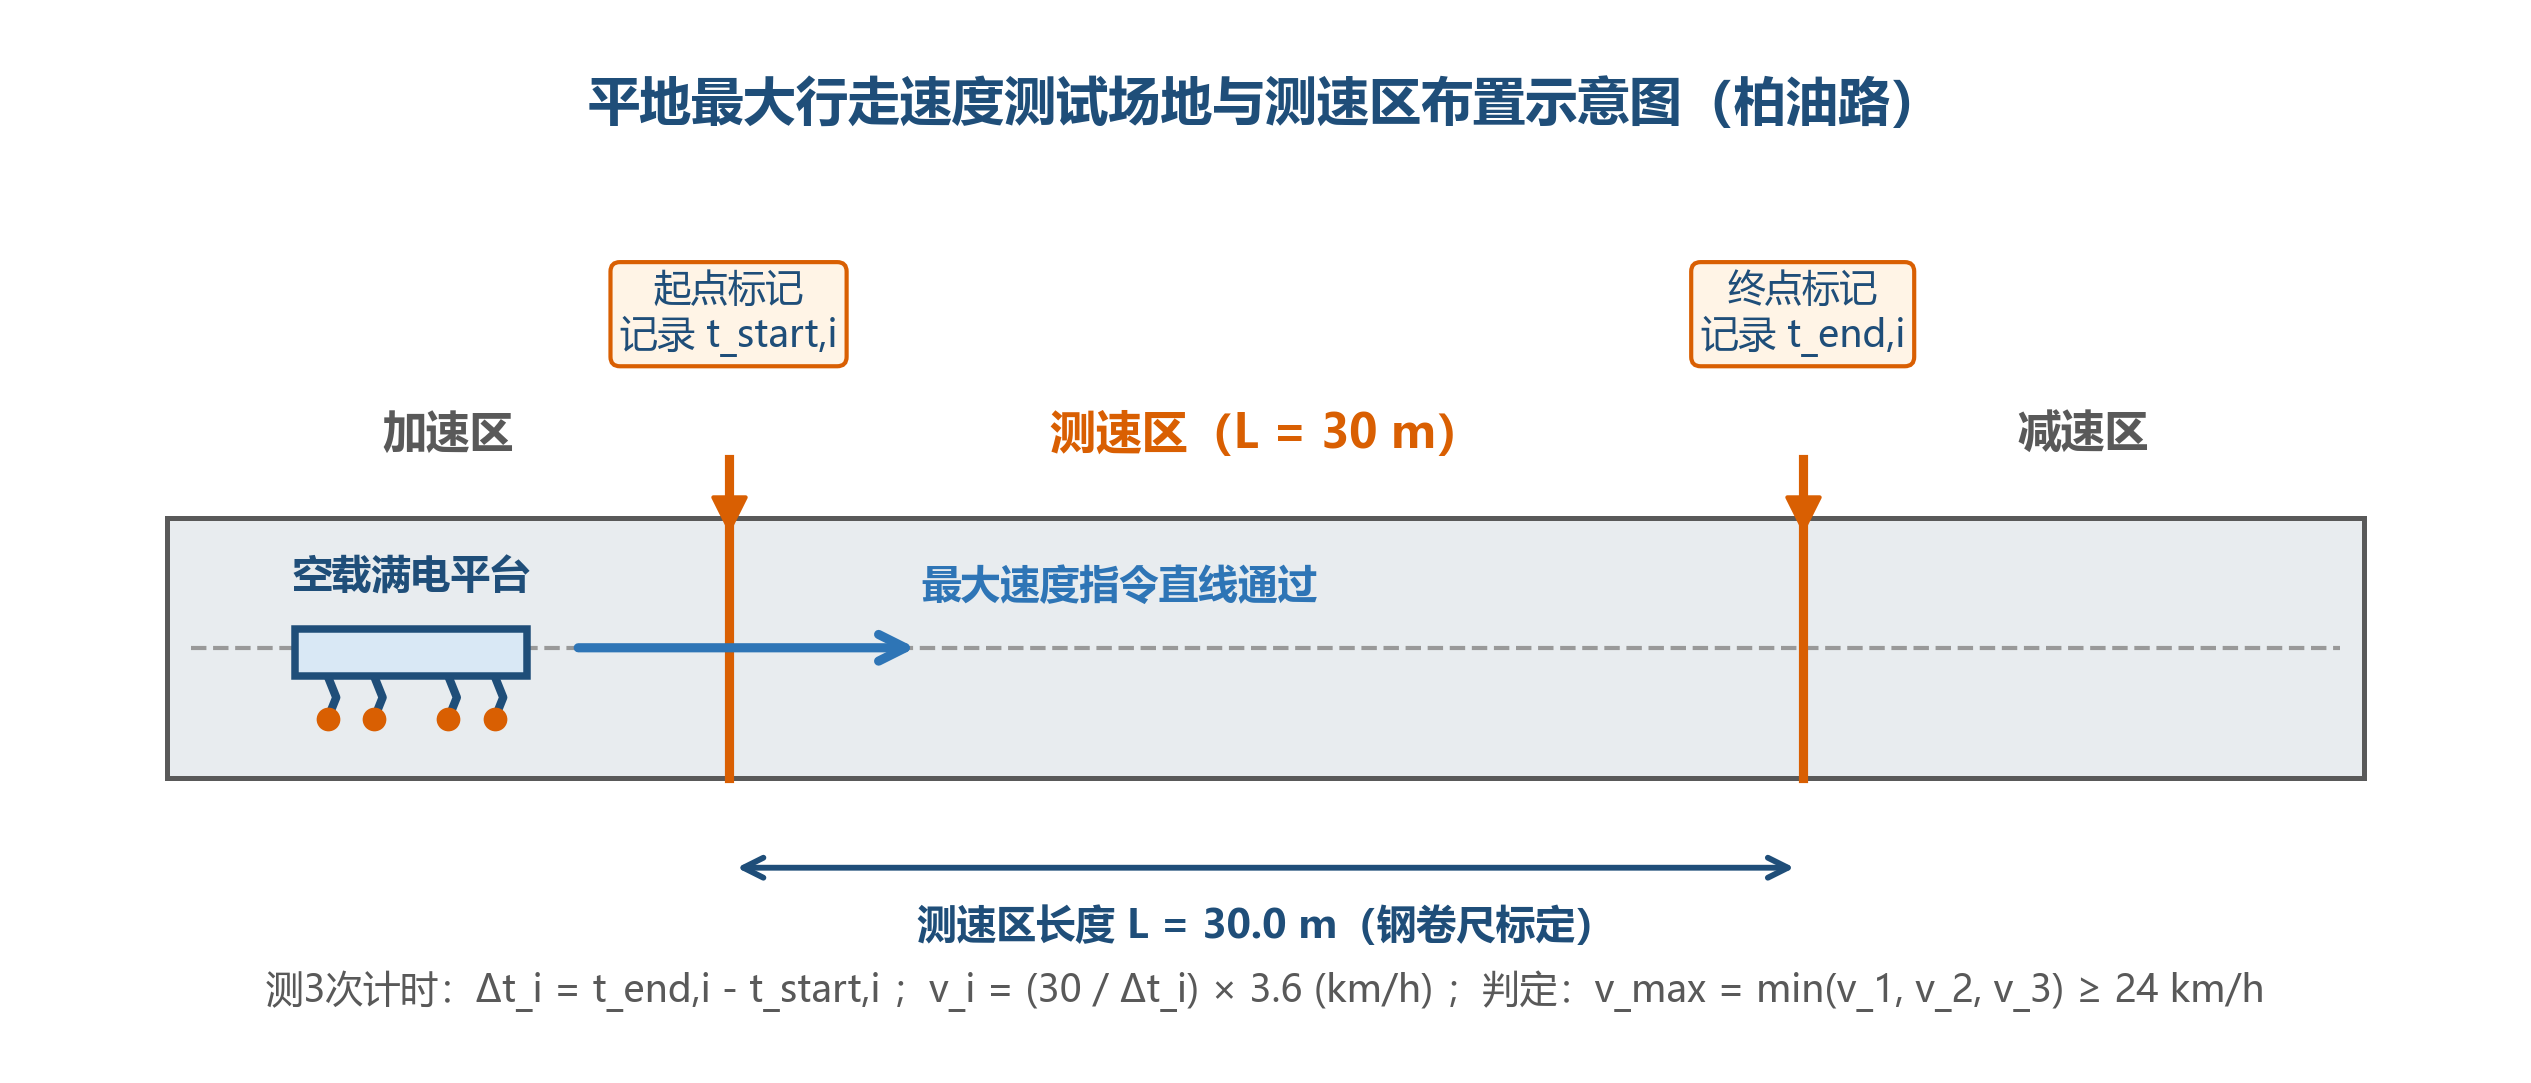 平地最大行走速度测试场地与测速区布置示意图（柏油路）
起点标记
记录 t_start,i
终点标记
记录 t_end,i
加速区
测速区（L = 30 m）
减速区
空载满电平台
最大速度指令直线通过
测速区长度 L = 30.0 m（钢卷尺标定）
测3次计时：Δt_i = t_end,i - t_start,i ；v_i = (30 / Δt_i) × 3.6 (km/h) ；判定：v_max = min(v_1, v_2, v_3) ≥ 24 km/h